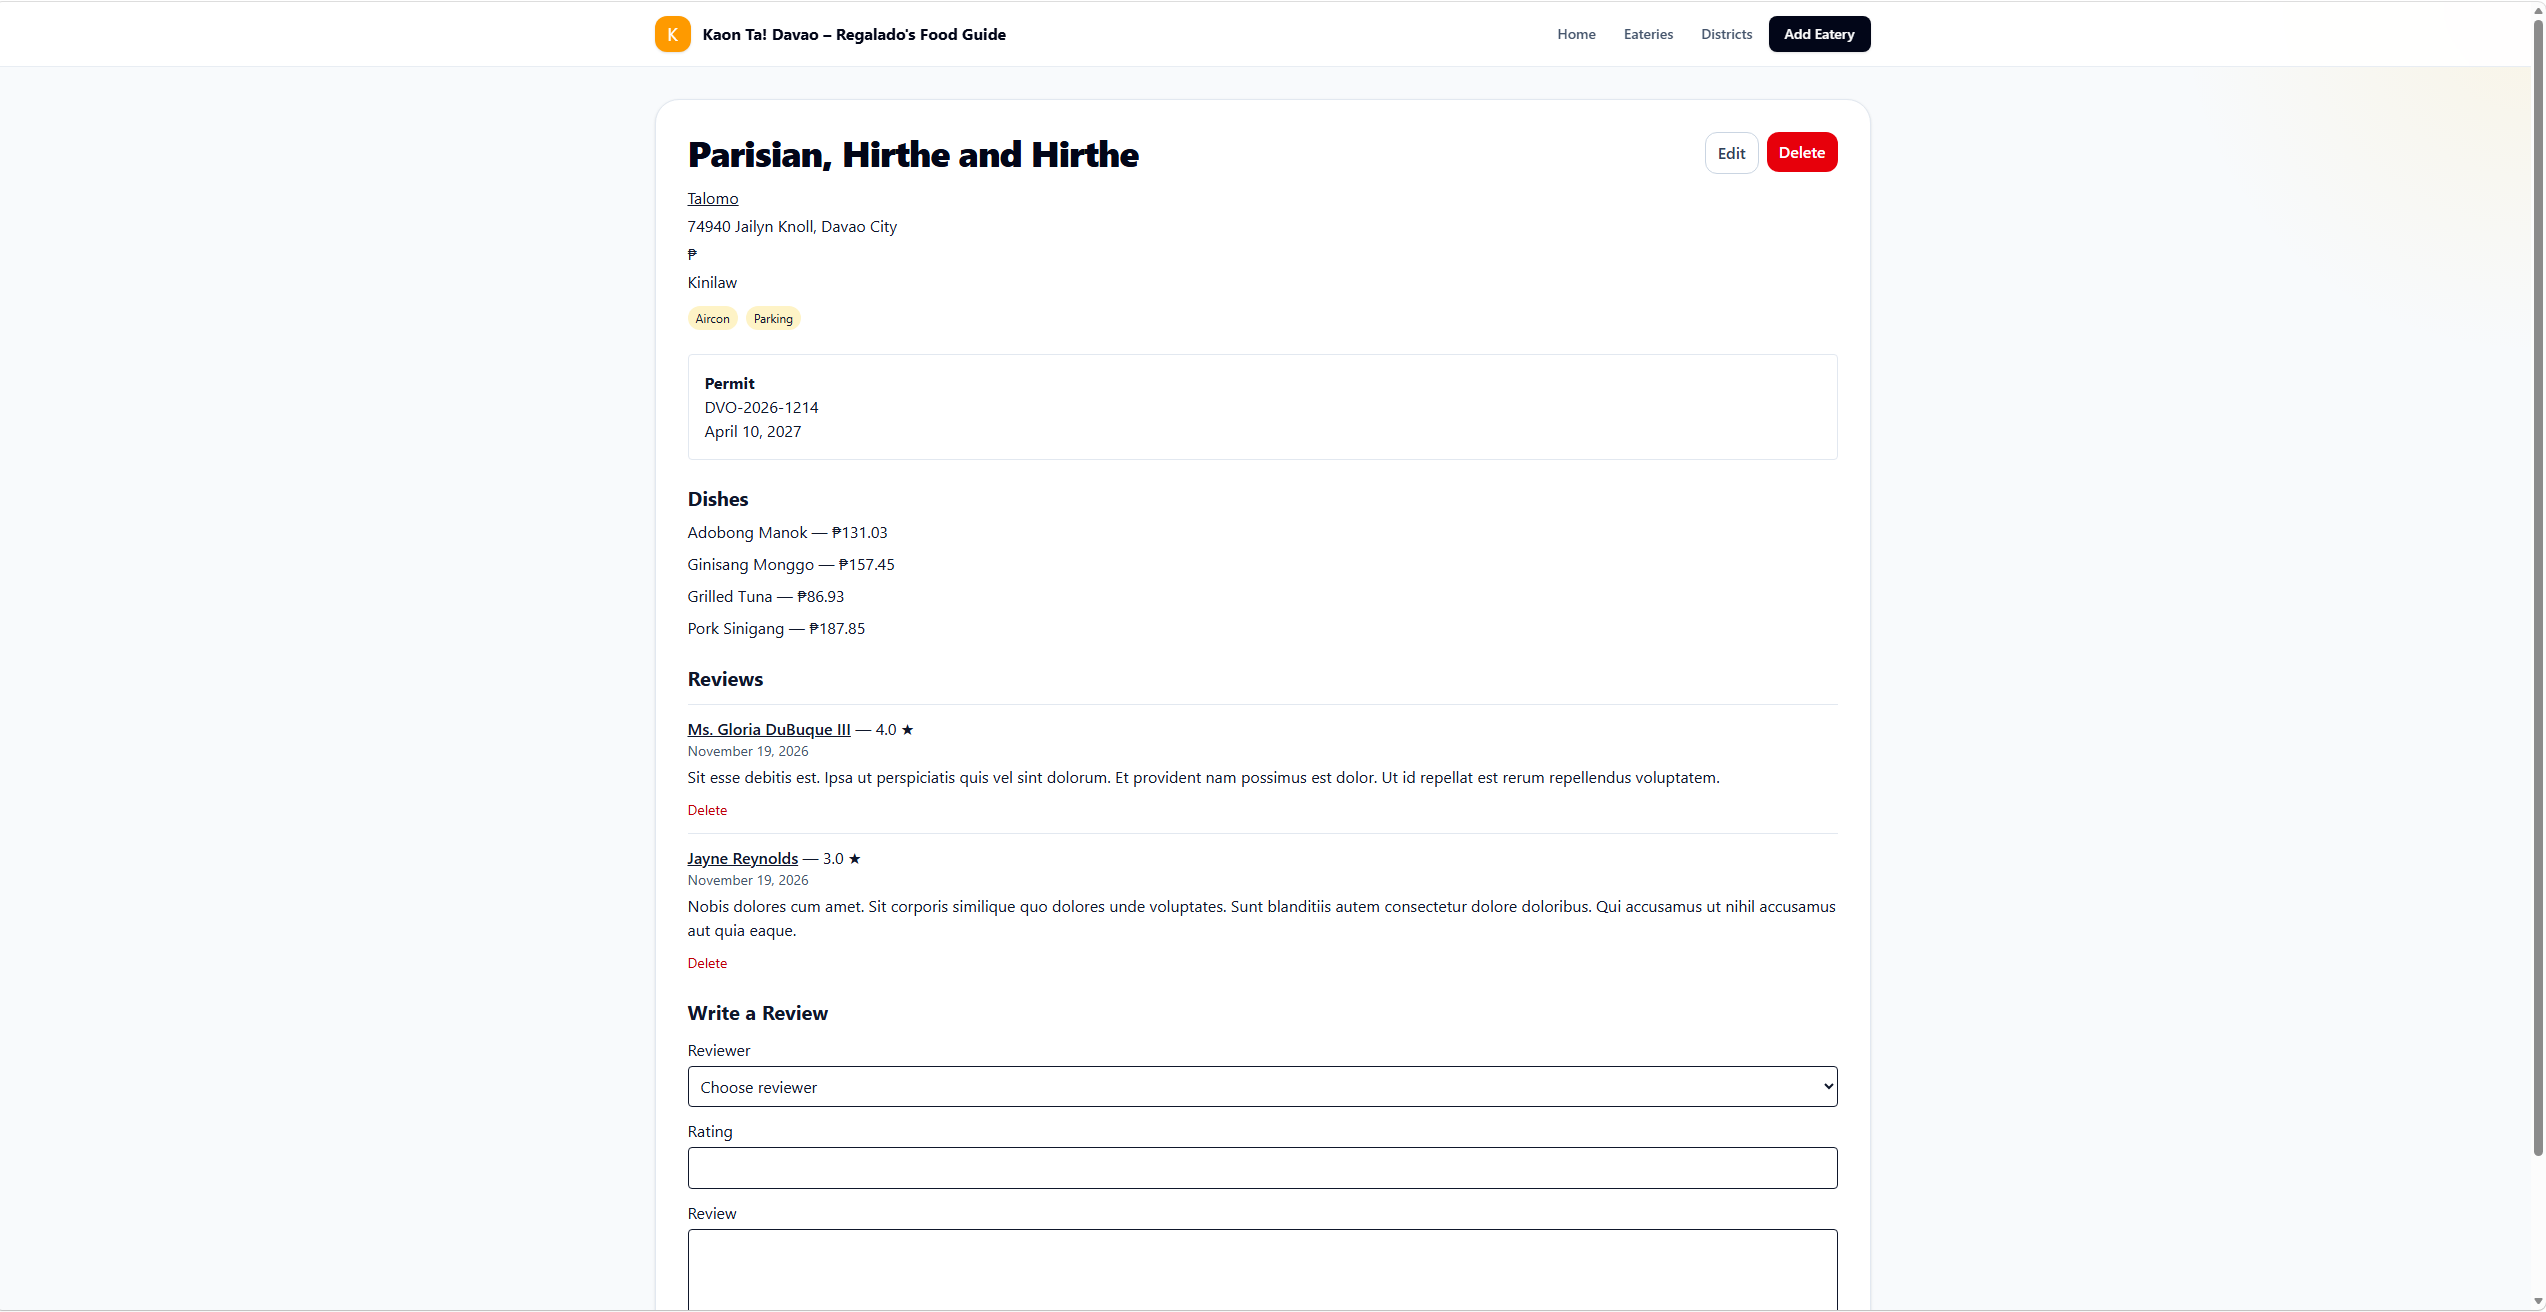 K
Kaon Ta! Davao – Regalado's Food Guide
Home
Eateries
Districts
Add Eatery
Parisian, Hirthe and Hirthe
Edit
Delete
Talomo
74940 Jailyn Knoll, Davao City
₱
Kinilaw
Aircon
Parking
Permit
DVO-2026-1214
April 10, 2027
Dishes
Adobong Manok — ₱131.03
Ginisang Monggo — ₱157.45
Grilled Tuna — ₱86.93
Pork Sinigang — ₱187.85
Reviews
Ms. Gloria DuBuque III — 4.0 ★
November 19, 2026
Sit esse debitis est. Ipsa ut perspiciatis quis vel sint dolorum. Et provident nam possimus est dolor. Ut id repellat est rerum repellendus voluptatem.
Delete
Jayne Reynolds — 3.0 ★
November 19, 2026
Nobis dolores cum amet. Sit corporis similique quo dolores unde voluptates. Sunt blanditiis autem consectetur dolore doloribus. Qui accusamus ut nihil accusamus
aut quia eaque.
Delete
Write a Review
Reviewer
Choose reviewer
Rating
Review